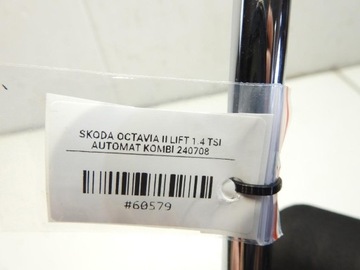 SKODA OCTAVIA II LIFT 1.4 TSI
AUTOMAT KOMBI 240708
#60579